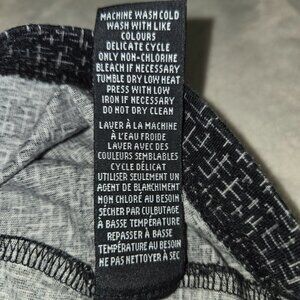 MACHINE WASH COLD
WASH WITH LIKE
COLOURS
DELICATE CYCLE
ONLY NON-CHLORINE
BLEACH IF NECESSARY
TUMBLE DRY LOW HEAT
PRESS WITH LOW
IRON IF NECESSARY
DO NOT DRY CLEAN
LAVER À LA MACHINE
À L'EAU FROIDE
LAVER AVEC DES
COULEURS SEMBLABLES
CYCLE DÉLICAT
UTILISER SEULEMENT UN
AGENT DE BLANCHIMENT
NON CHLORÉ AU BESOIN
SÉCHER PAR CULBUTAGE
À BASSE TEMPÉRATURE
REPASSER À BASSE
TEMPÉRATURE AU BESOIN
NE PAS NETTOYER À SEC